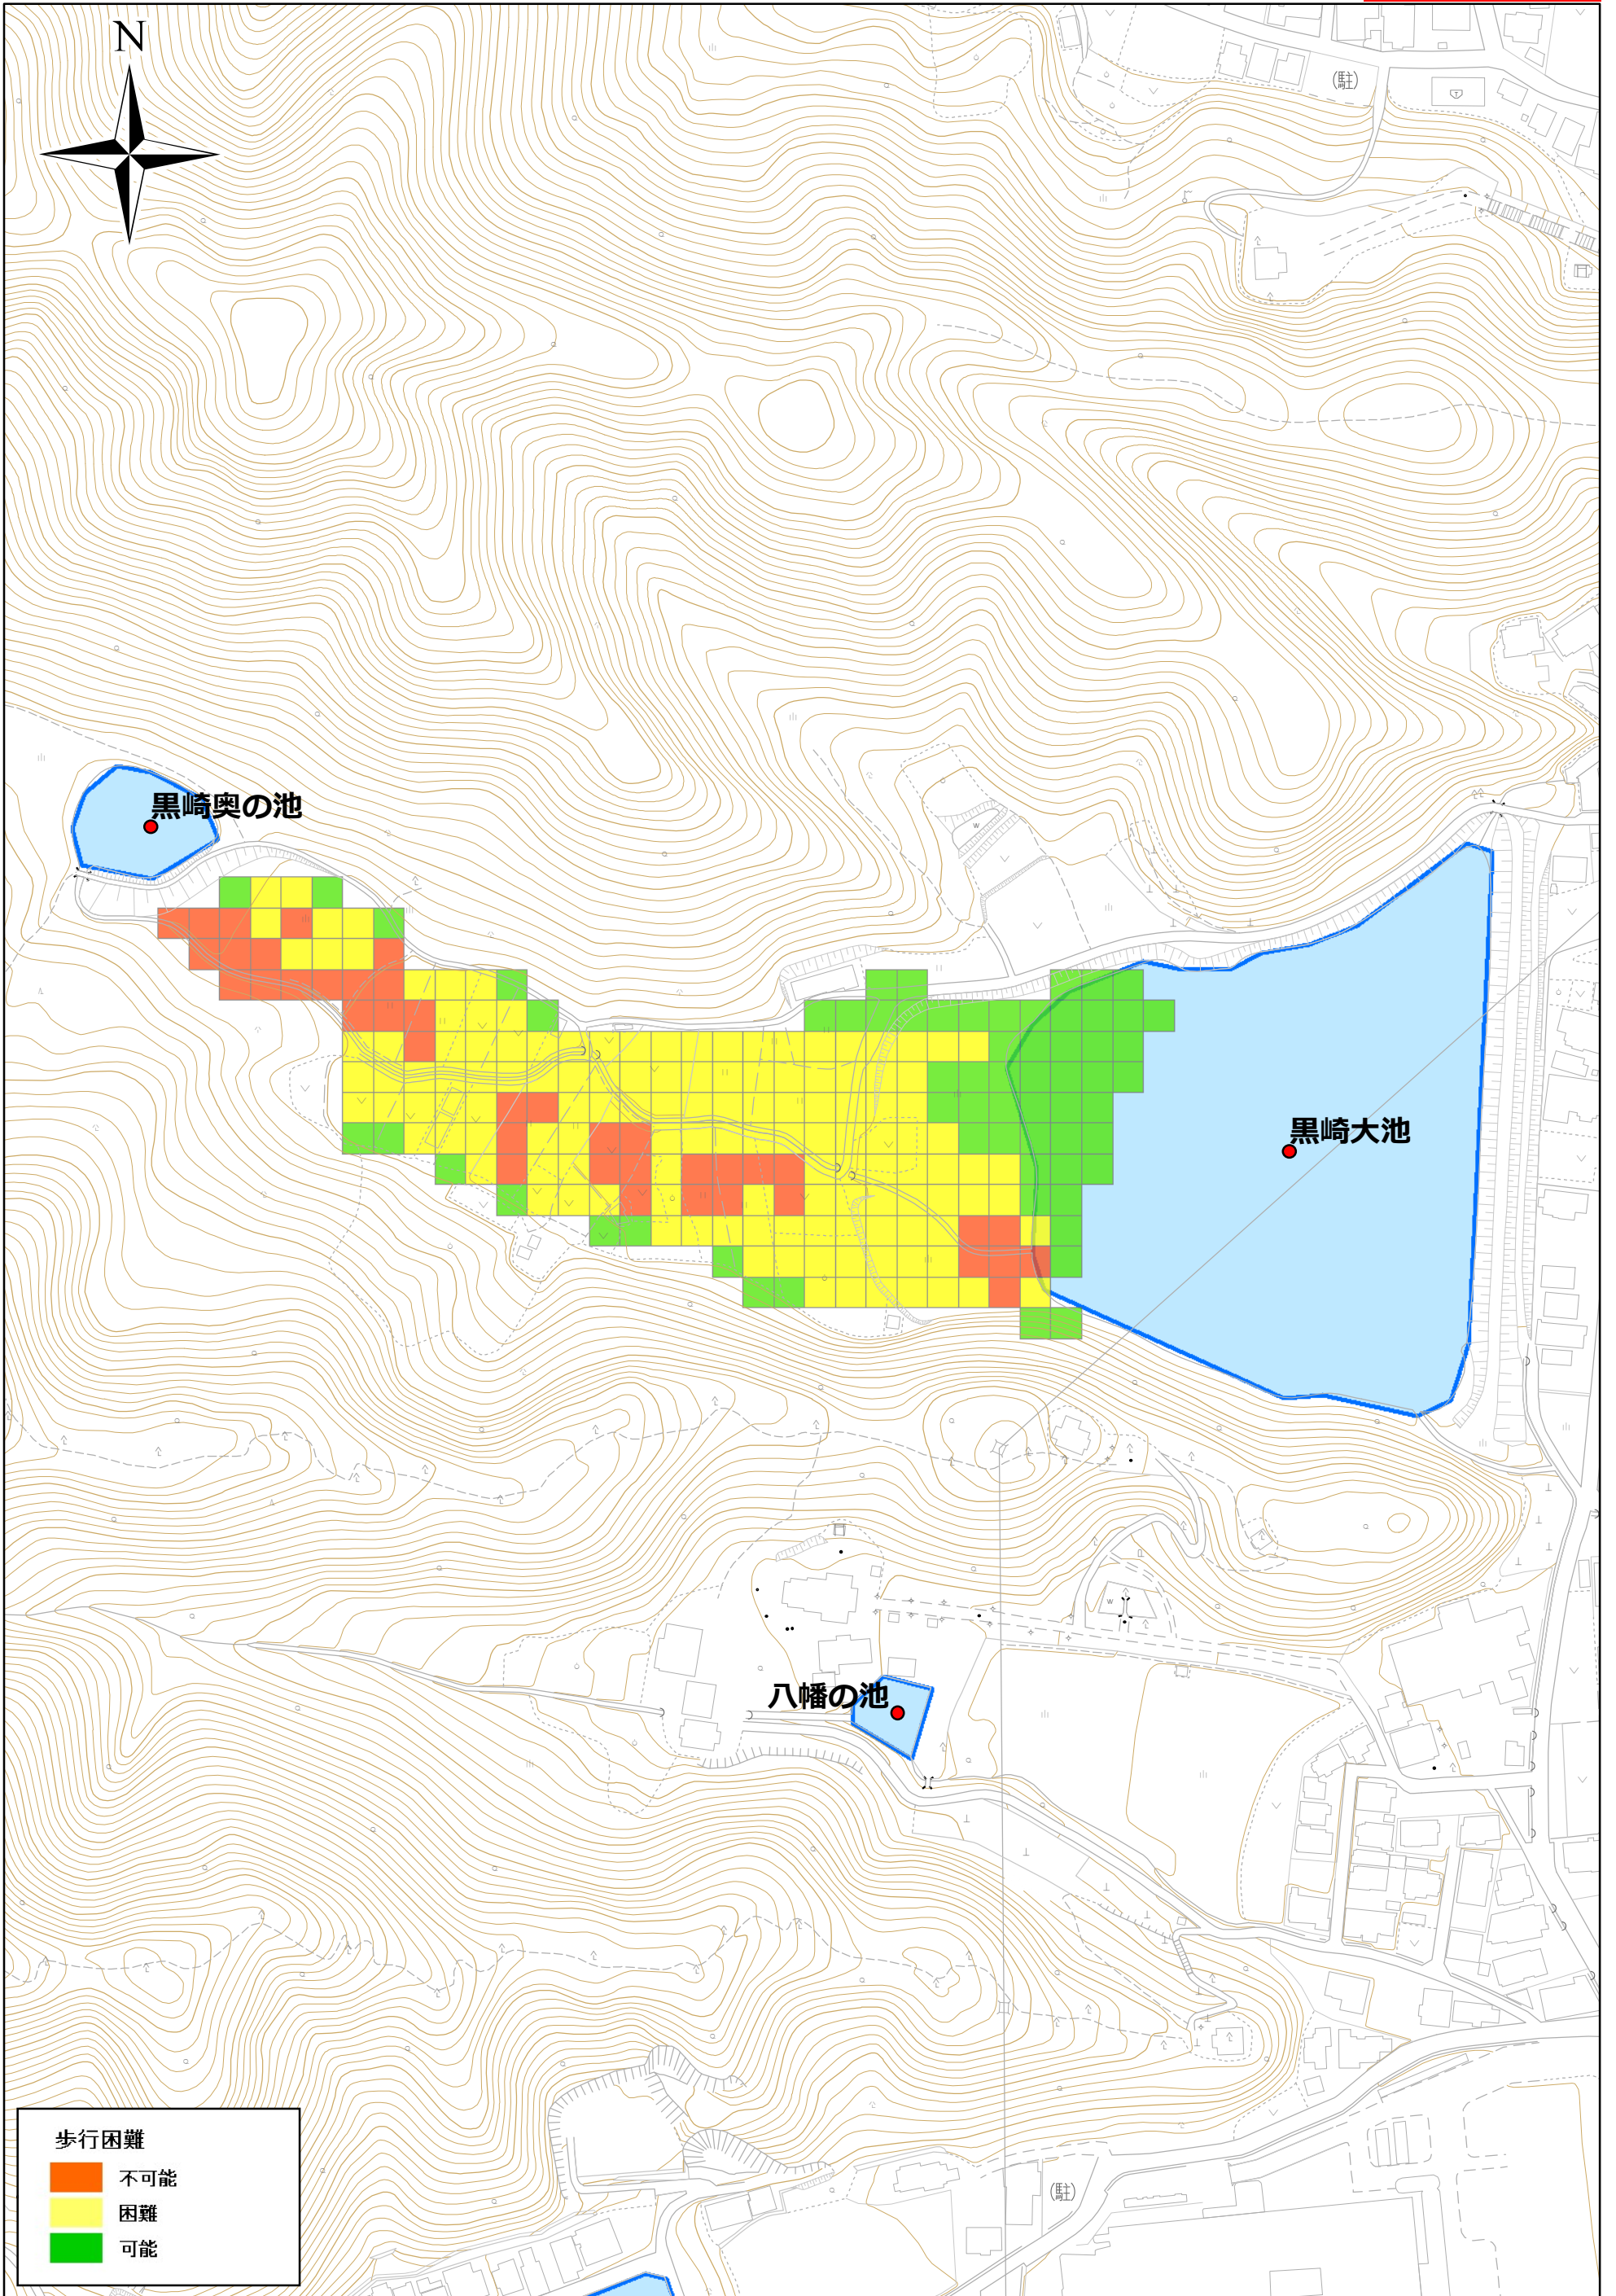 N
(駐)
黒崎奥の池
黒崎大池
八幡の池
(駐)
歩行困難
不可能
困難
可能